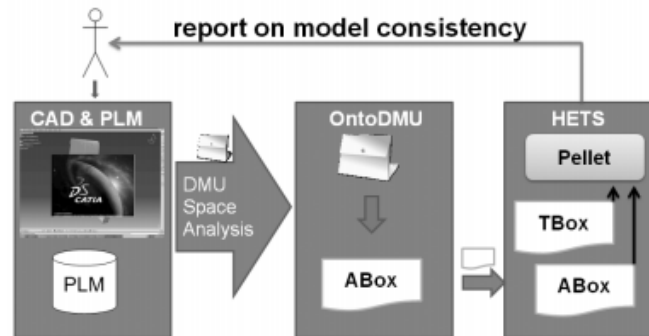 report on model consistency
CAD & PLM
DS
CATIA
PLM
DMU
Space
Analysis
OntoDMU
ABox
HETS
Pellet
TBox
ABox